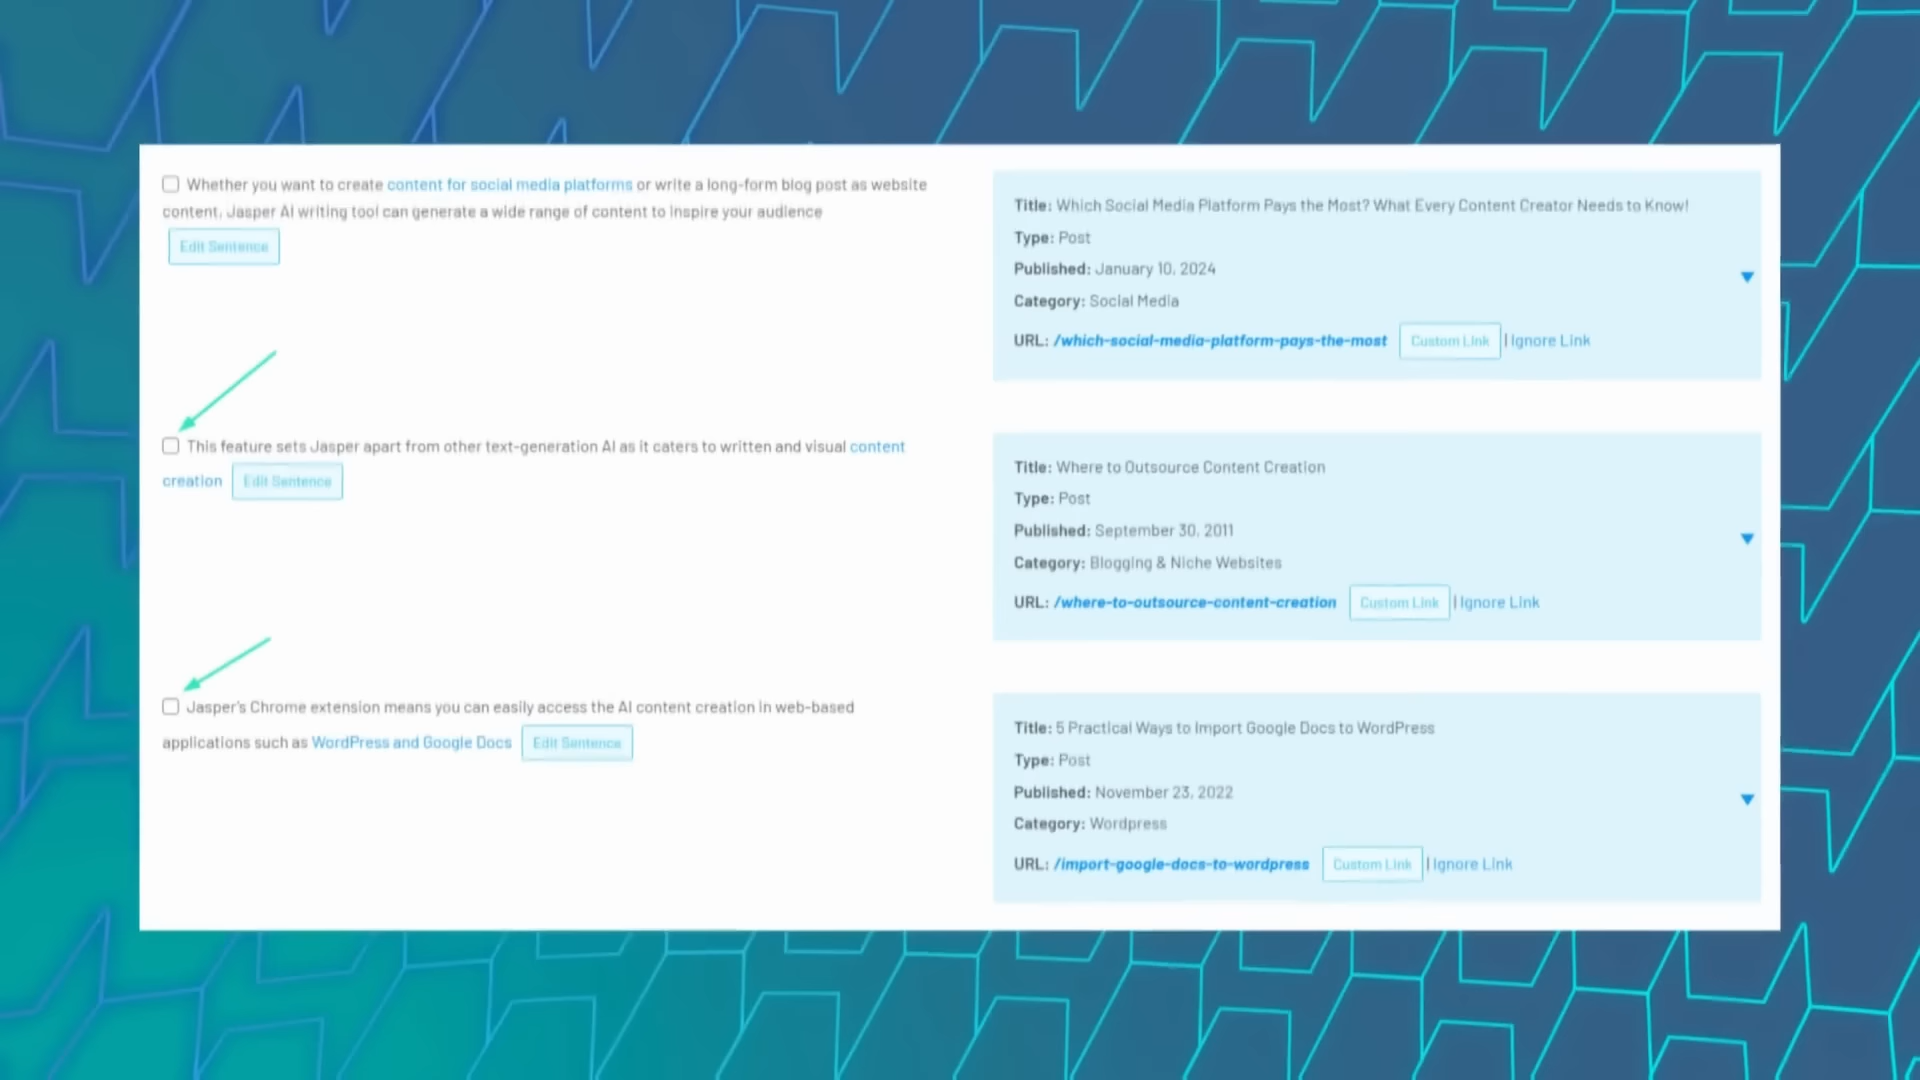 Whether you want to create content for social media platforms or write a long-form blog post as website
content, Jasper AI writing tool can generate a wide range of content to inspire your audience
Edit Sentence
Title: Which Social Media Platform Pays the Most? What Every Content Creator Needs to Know!
Type: Post
Published: January 10, 2024
Category: Social Media
URL: /which-social-media-platform-pays-the-most Custom Link | Ignore Link
This feature sets Jasper apart from other text-generation AI as it caters to written and visual content
creation Edit Sentence
Title: Where to Outsource Content Creation
Type: Post
Published: September 30, 2011
Category: Blogging & Niche Websites
URL: /where-to-outsource-content-creation Custom Link | Ignore Link
Jasper's Chrome extension means you can easily access the AI content creation in web-based
applications such as WordPress and Google Docs Edit Sentence
Title: 5 Practical Ways to Import Google Docs to WordPress
Type: Post
Published: November 23, 2022
Category: Wordpress
URL: /import-google-docs-to-wordpress Custom Link | Ignore Link